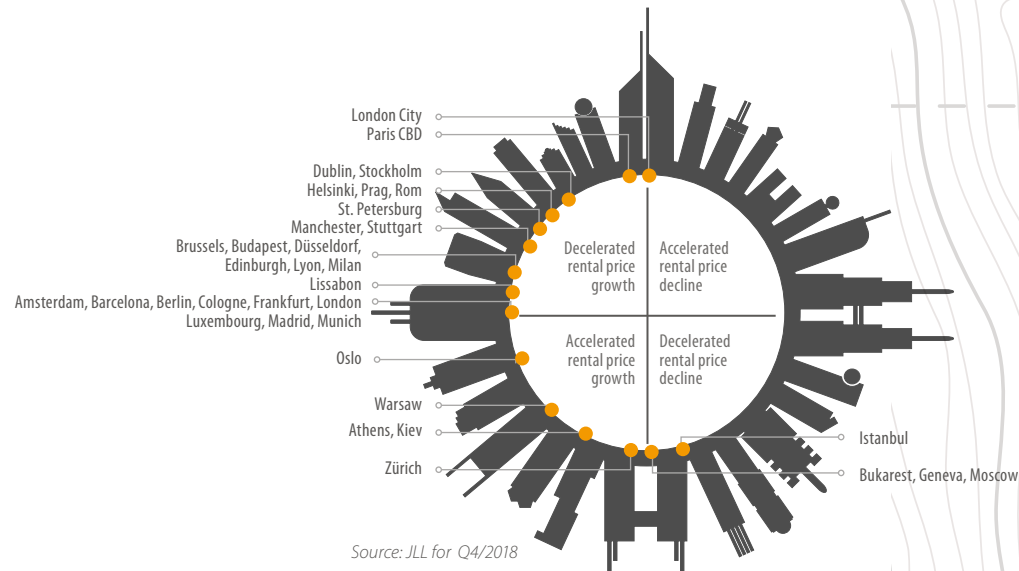 London City
Paris CBD
Dublin, Stockholm
Helsinki, Prag, Rom
St. Petersburg
Manchester, Stuttgart
Brussels, Budapest, Düsseldorf,
Edinburgh, Lyon, Milan
Lissabon
Amsterdam, Barcelona, Berlin, Cologne, Frankfurt, London
Luxembourg, Madrid, Munich
Oslo
Warsaw
Athens, Kiev
Zürich
Decelerated
rental price
growth
Accelerated
rental price
decline
Accelerated
rental price
growth
Decelerated
rental price
decline
Istanbul
Bukarest, Geneva, Moscow
Source: JLL for Q4/2018